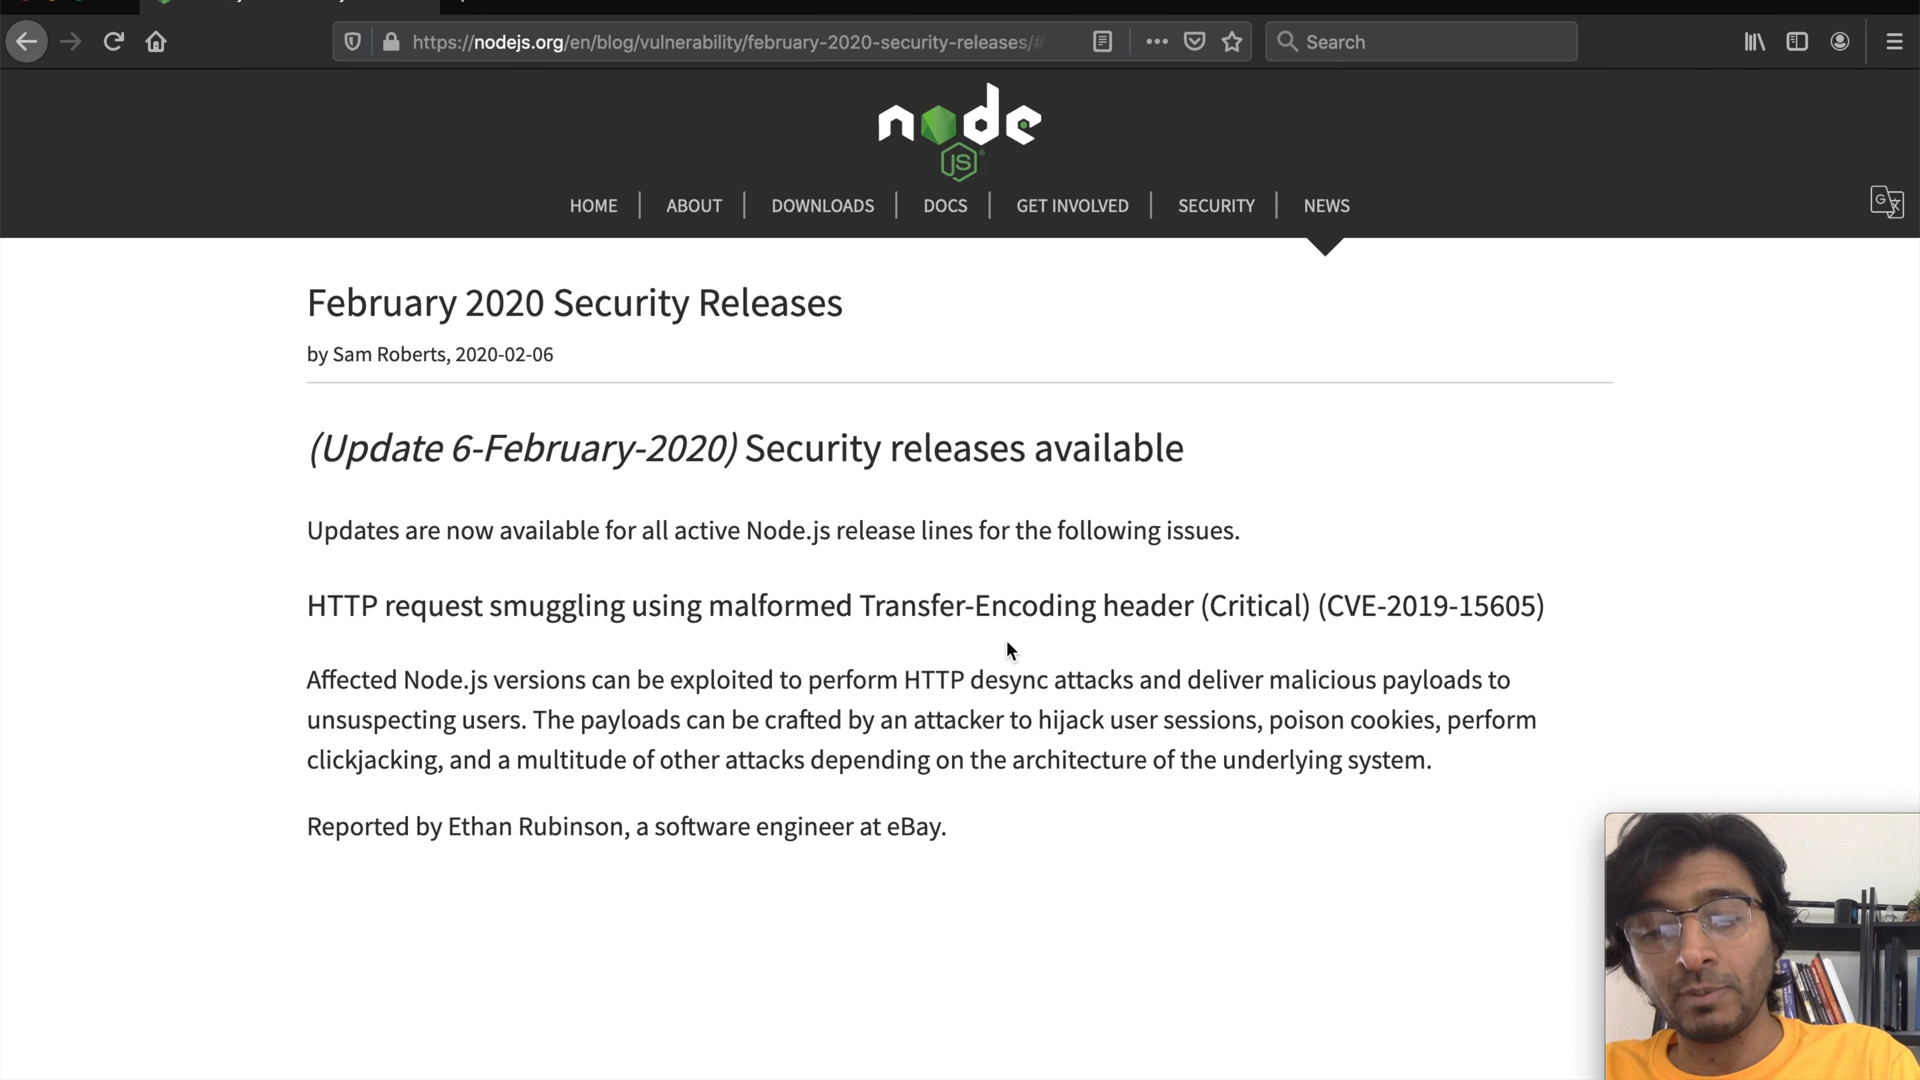 https://nodejs.org/en/blog/vulnerability/february-2020-security-releases/#
Search
node
JS
HOME
ABOUT
DOWNLOADS
DOCS
GET INVOLVED
SECURITY
NEWS
February 2020 Security Releases
by Sam Roberts, 2020-02-06
(Update 6-February-2020) Security releases available
Updates are now available for all active Node.js release lines for the following issues.
HTTP request smuggling using malformed Transfer-Encoding header (Critical) (CVE-2019-15605)
Affected Node.js versions can be exploited to perform HTTP desync attacks and deliver malicious payloads to
unsuspecting users. The payloads can be crafted by an attacker to hijack user sessions, poison cookies, perform
clickjacking, and a multitude of other attacks depending on the architecture of the underlying system.
Reported by Ethan Rubinson, a software engineer at eBay.